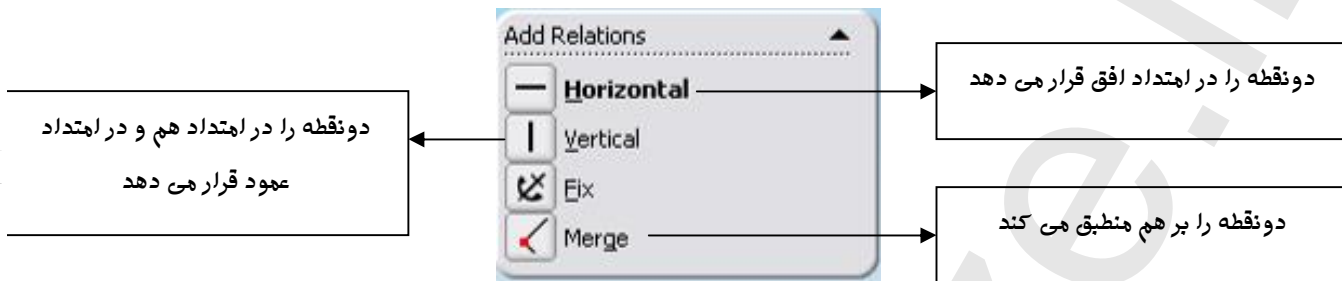 Add Relations
Horizontal
Vertical
Fix
Merge
دونقطه را در امتداد افق قرار می دهد
دونقطه را در امتداد هم و در امتداد
عمود قرار می دهد
دونقطه را بر هم منطبق می کند